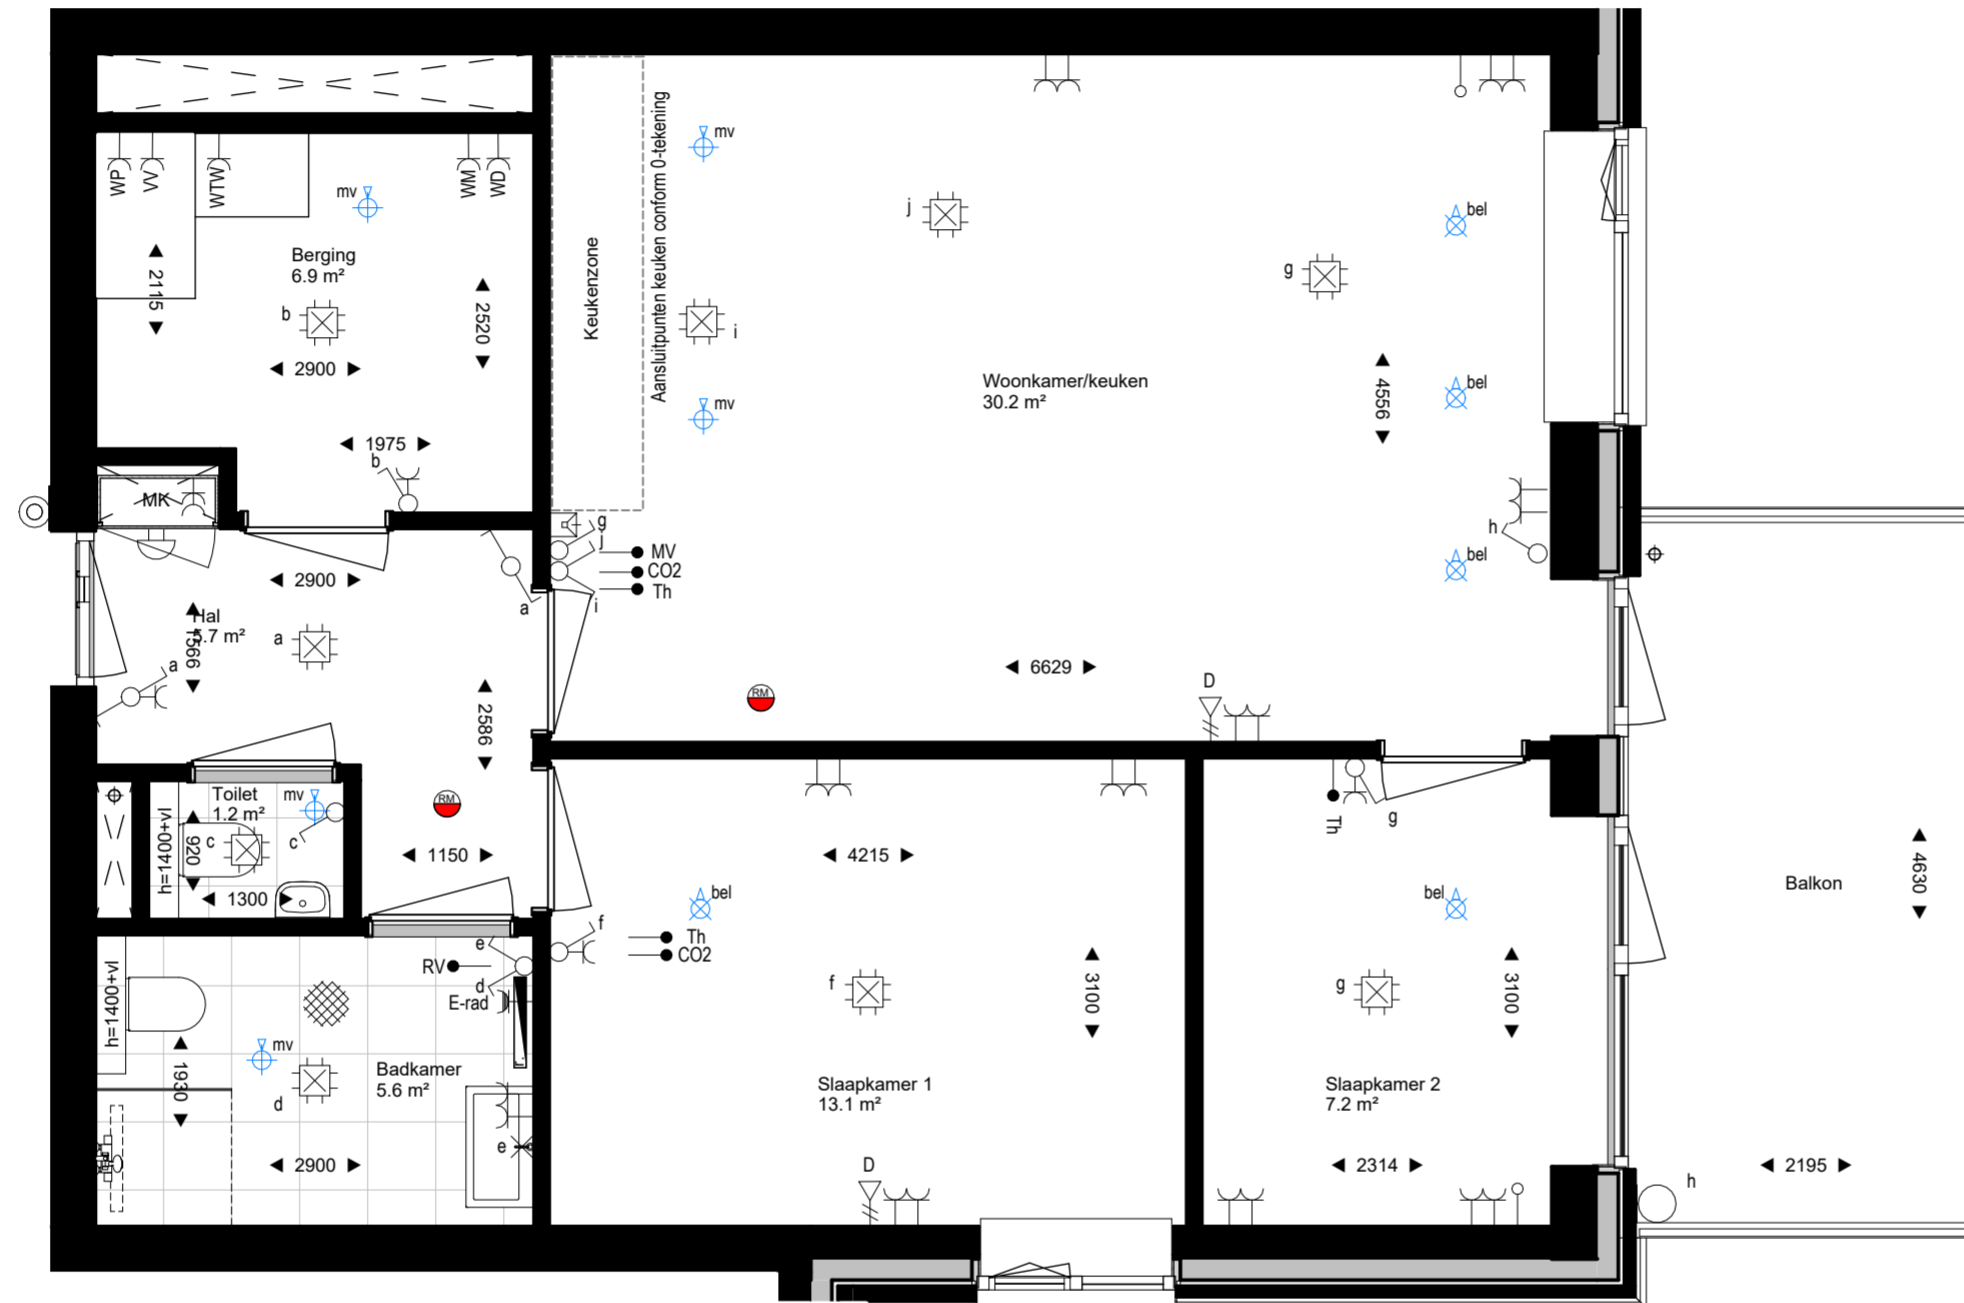 WP
VV
WTW
WM
WD
mv
Berging
6.9 m²
2115
2520
b
2900
1975
b
MK
Keukenzone
Aansluitpunten keuken conform 0-tekening
mv
j
g
bel
i
Woonkamer/keuken
30.2 m²
4556
bel
mv
h
bel
g
j
i
MV
CO2
Th
6629
RM
D
2900
a
Hal
5.7 m²
1566
a
a
2586
Toilet
1.2 m²
mv
h=1400+vl
920
c
c
1300
RM
1150
e
RV
d
E-rad
h=1400+vl
mv
1930
d
Badkamer
5.6 m²
e
2900
f
Th
CO2
bel
4215
f
3100
Slaapkamer 1
13.1 m²
D
Th
g
bel
g
3100
Slaapkamer 2
7.2 m²
2314
Balkon
4630
2195
h